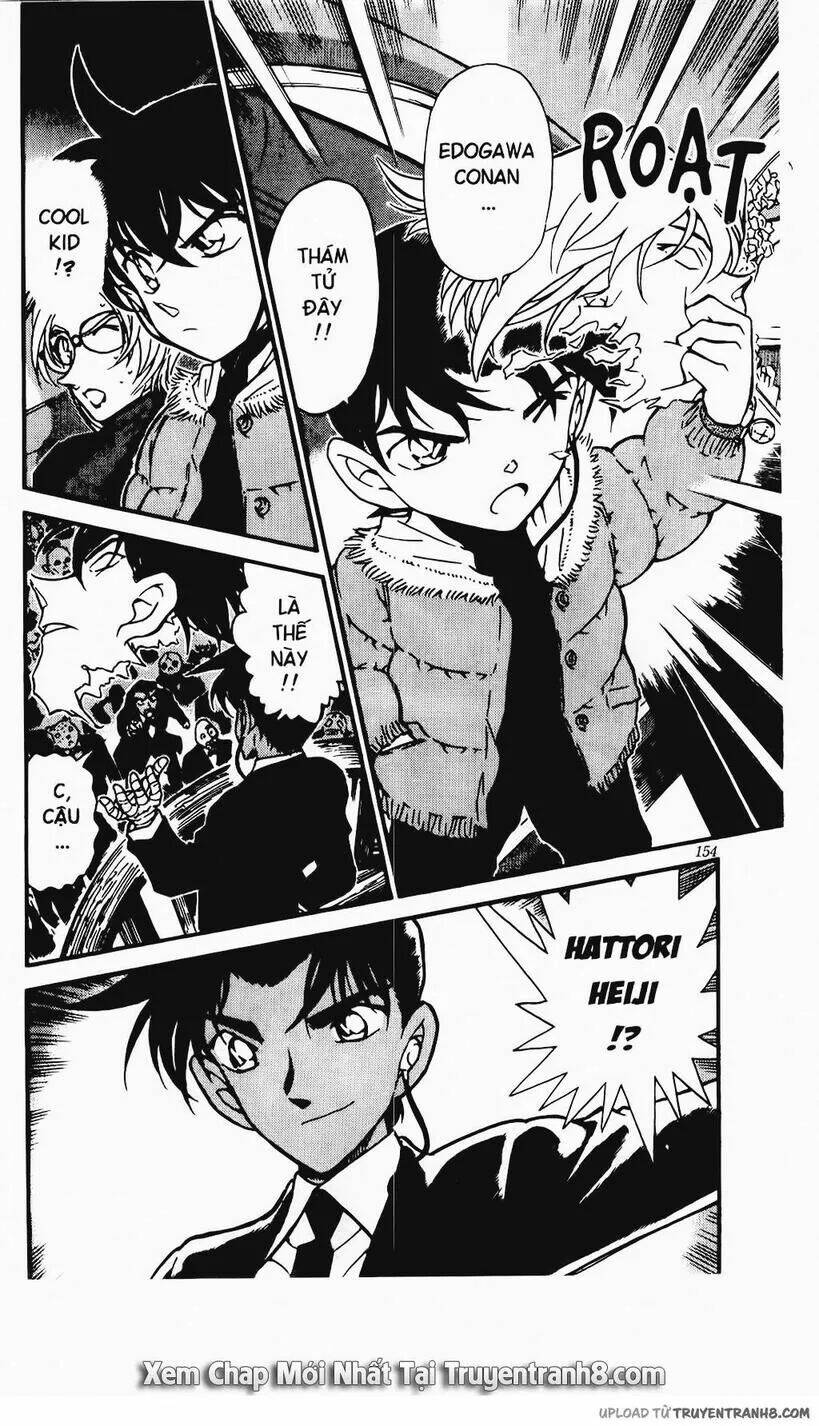 ROẠT
EDOGAWA
CONAN
...
THÁM
TỬ
ĐÂY
!!
COOL
KID
!?
LÀ
THẾ
NÀY
!!
C,
CẬU
...
154
HATTORI
HEIJI
!?
Xem Chap Mới Nhất Tại Truyentranh8.com
UPLOAD TỪ TRUYENTRANH8.COM